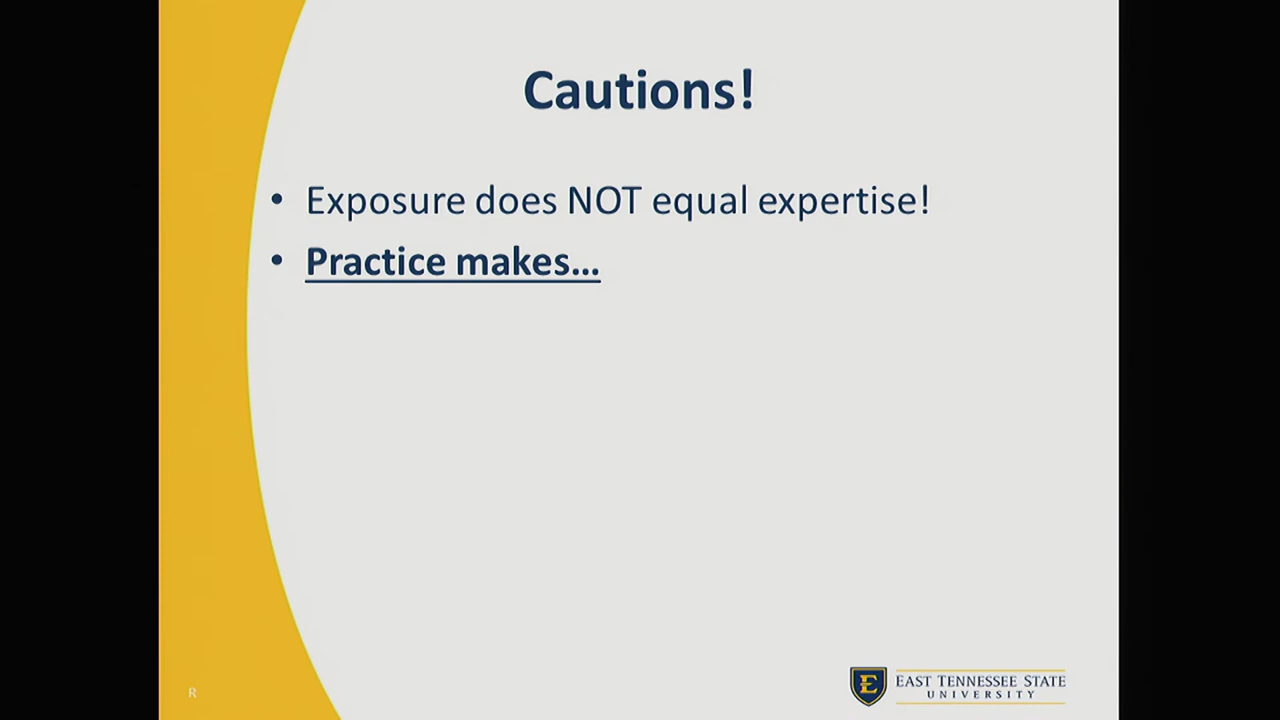 Cautions!
• Exposure does NOT equal expertise!
• Practice makes...
R
E
EAST TENNESSEE STATE
UNIVERSITY